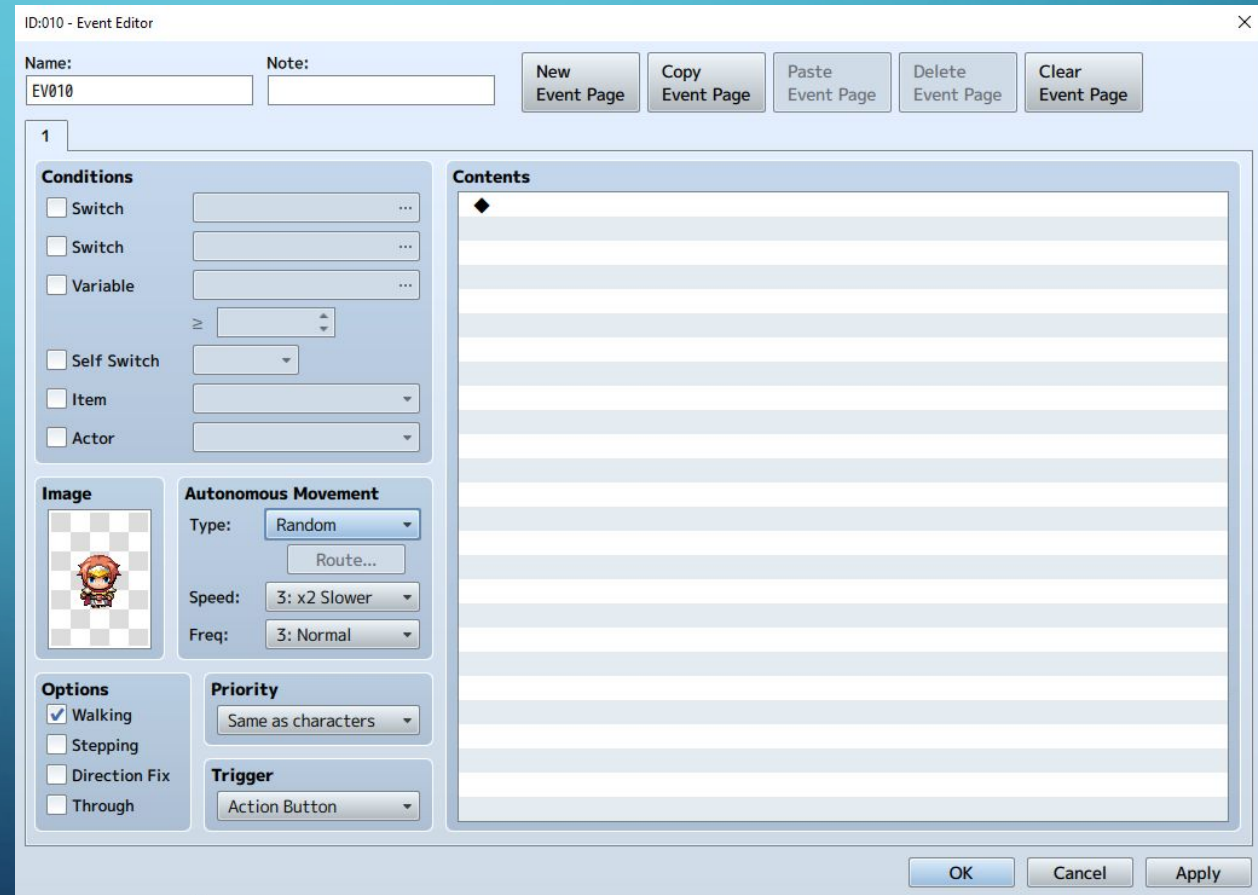 ID:010 - Event Editor
Name:
Note:
EV010
New
Event Page
Copy
Event Page
Paste
Event Page
Delete
Event Page
Clear
Event Page
1
Conditions
Switch
...
Switch
...
Variable
...
≥
Self Switch
Item
Actor
Image
Autonomous Movement
Type:
Random
Route...
Speed:
3: x2 Slower
Freq:
3: Normal
Options
Walking
Stepping
Direction Fix
Through
Priority
Same as characters
Trigger
Action Button
Contents
◆
OK
Cancel
Apply